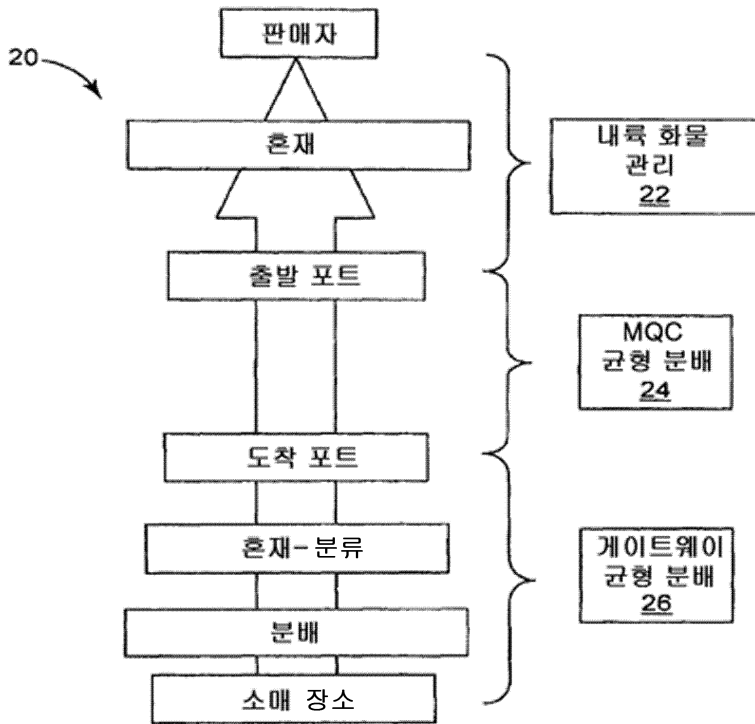 20
판매자
혼재
내륙 화물
관리
22
출발 포트
MQC
균형 분배
24
도착 포트
혼재-분류
게이트웨이
균형 분배
26
분배
소매 장소